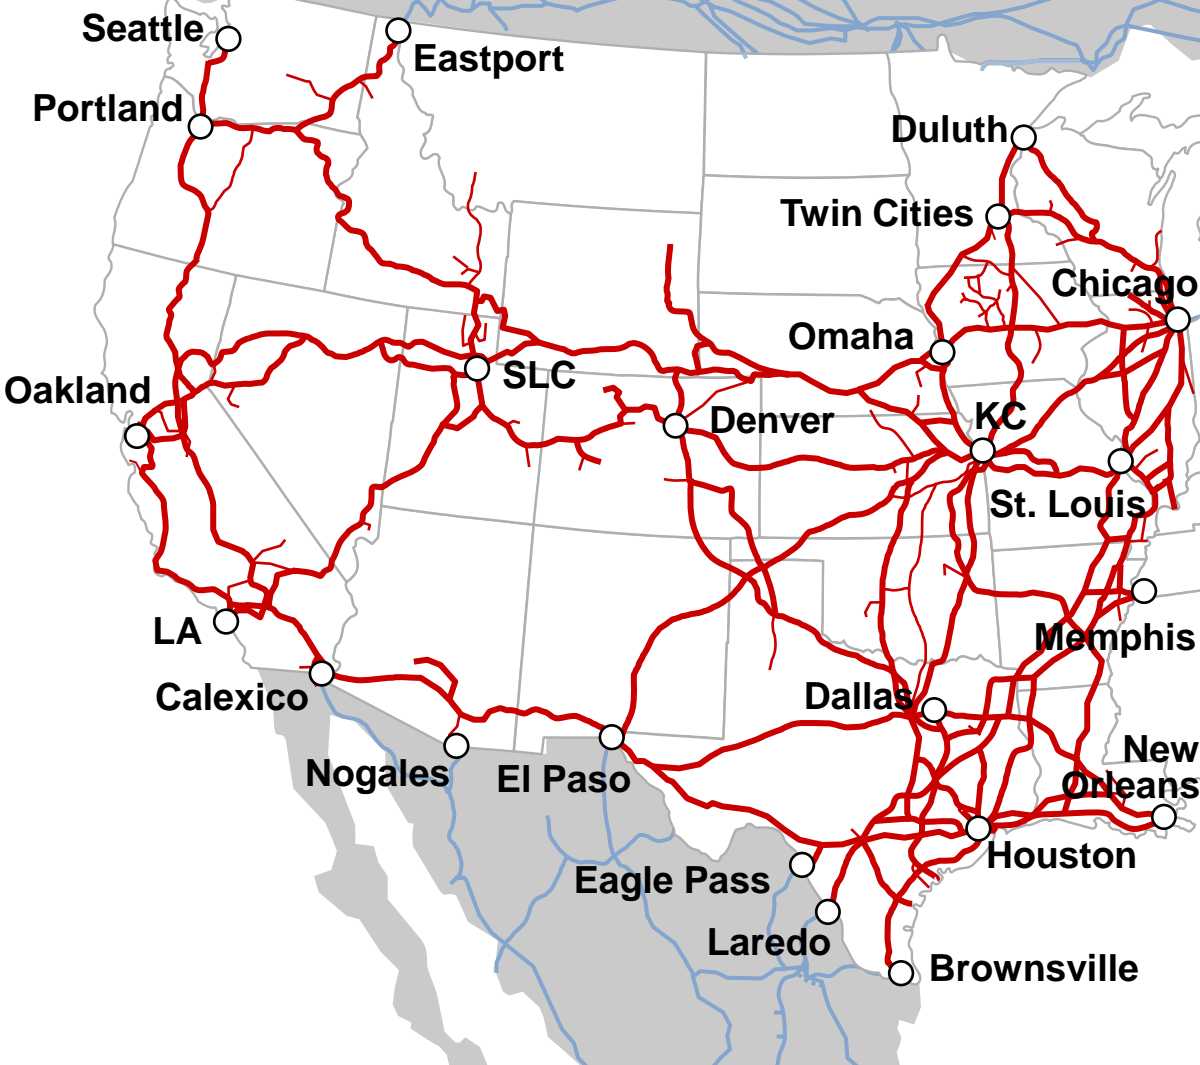 Seattle
Eastport
Portland
Duluth
Twin Cities
Chicago
Omaha
SLC
Oakland
KC
Denver
St. Louis
LA
Memphis
Calexico
Dallas
New
Orleans
Nogales
El Paso
Houston
Eagle Pass
Laredo
Brownsville